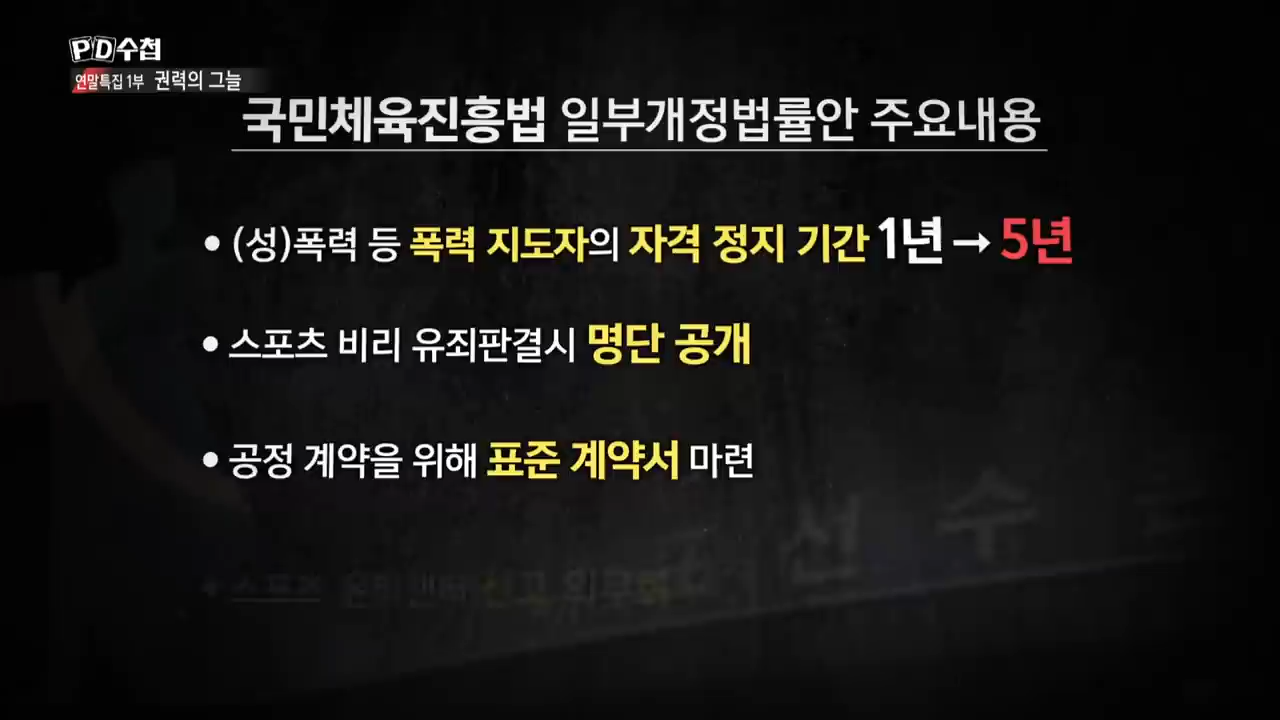 PD수첩
연말특집 1부 권력의 그늘
국민체육진흥법 일부개정법률안 주요내용
• (성)폭력 등 폭력 지도자의 자격 정지 기간 1년→5년
• 스포츠 비리 유죄판결시 명단 공개
• 공정 계약을 위해 표준 계약서 마련
선 수